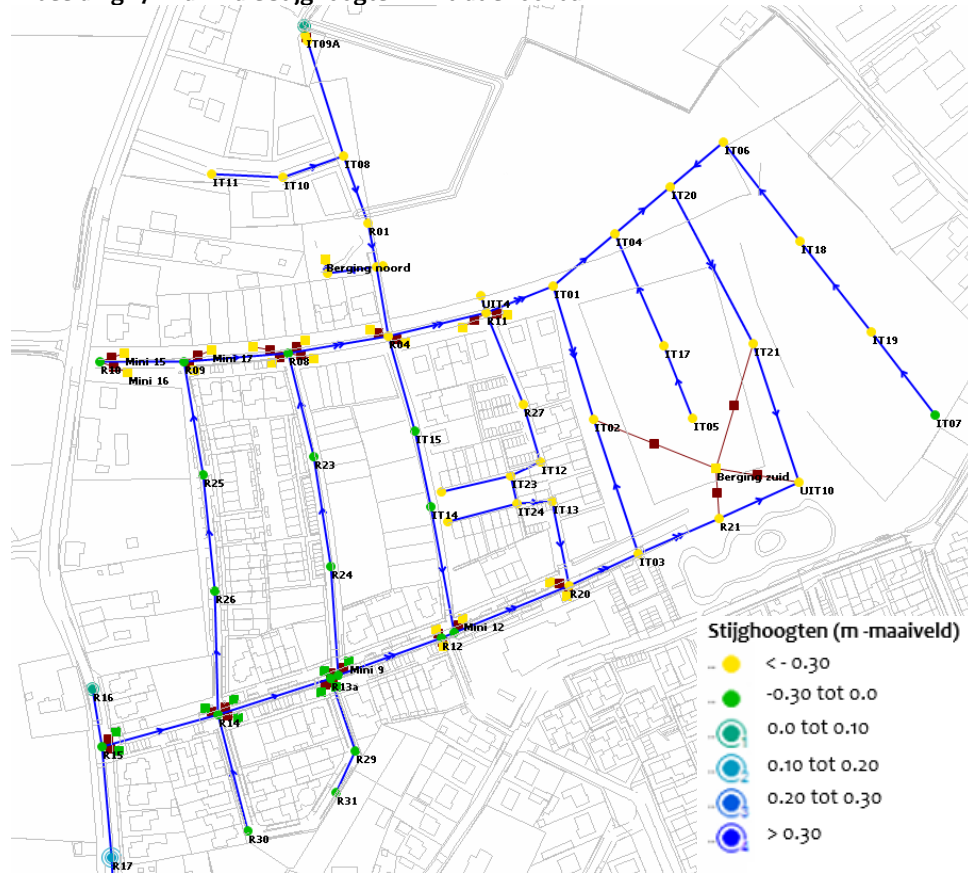 IT09A
IT08
IT11
IT10
IT06
IT20
R01
IT04
IT18
Berging noord
IT01
UIT4
R11
R04
IT19
IT17
IT21
Mini 15
Mini 17
R10
R09
R08
Mini 16
R27
IT02
IT05
IT07
IT15
R23
IT12
Berging zuid
R25
IT23
UIT10
IT24
IT13
IT14
R21
IT03
R24
R20
R26
Mini 12
R12
Mini 9
R13a
R16
R14
R15
R29
R31
R30
R17
Stijghoogten (m -maaiveld)
< - 0.30
-0.30 tot 0.0
0.0 tot 0.10
0.10 tot 0.20
0.20 tot 0.30
> 0.30